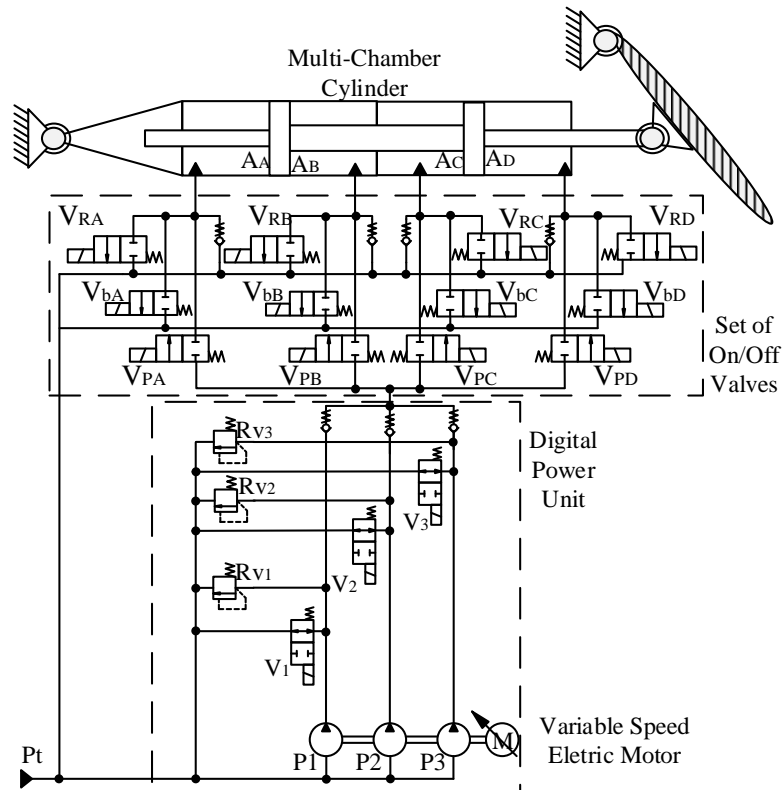 Multi-Chamber
Cylinder
AA AB AC AD
VRA VRB VRC VRD
VbA VbB VbC VbD
VPA VPB VPC VPD
Set of
On/Off
Valves
Rv3
Digital
Power
Unit
Rv2
V3
Rv1
V2
V1
Variable Speed
Eletric Motor
M
Pt
P1 P2 P3